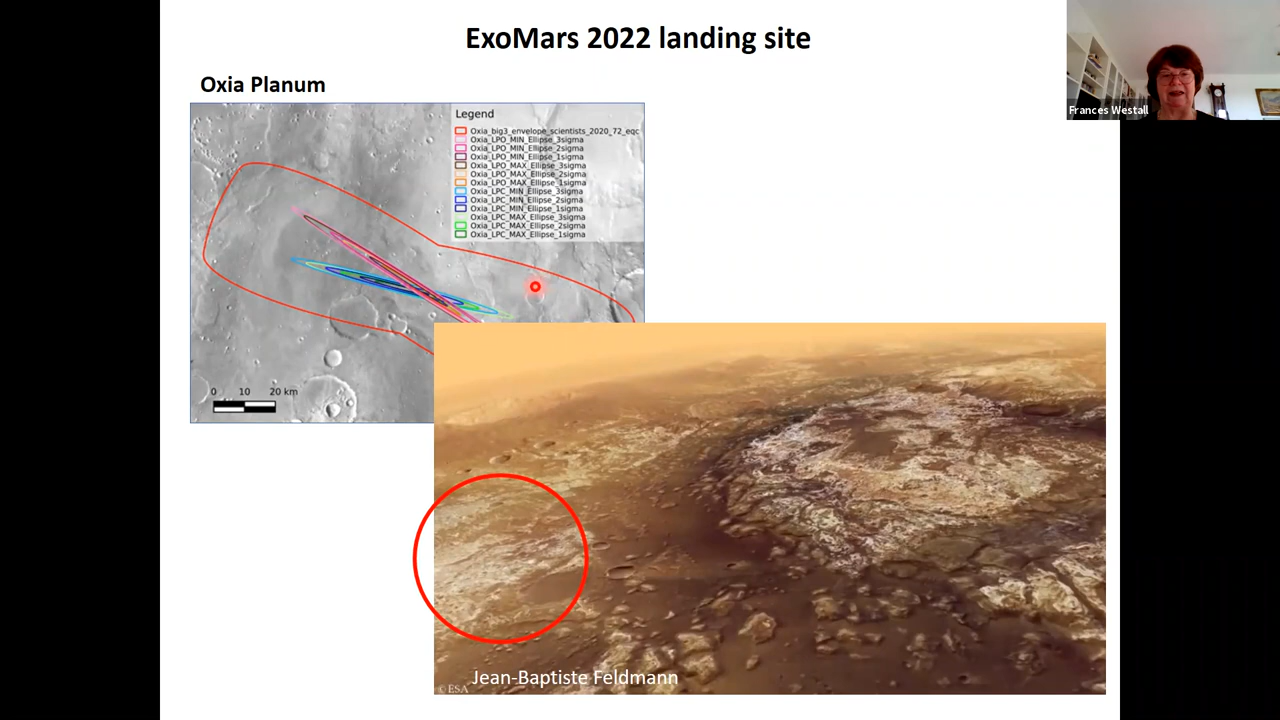 ExoMars 2022 landing site
Oxia Planum
Frances Westall
Legend
Oxia_big3_envelope_scientists_2020_72_eqc
Oxia_LPO_MIN_Ellipse_3sigma
Oxia_LPO_MIN_Ellipse_2sigma
Oxia_LPO_MIN_Ellipse_1sigma
Oxia_LPO_MAX_Ellipse_3sigma
Oxia_LPO_MAX_Ellipse_2sigma
Oxia_LPO_MAX_Ellipse_1sigma
Oxia_LPC_MIN_Ellipse_3sigma
Oxia_LPC_MIN_Ellipse_2sigma
Oxia_LPC_MIN_Ellipse_1sigma
Oxia_LPC_MAX_Ellipse_3sigma
Oxia_LPC_MAX_Ellipse_2sigma
Oxia_LPC_MAX_Ellipse_1sigma
0 10 20 km
Jean-Baptiste Feldmann
© ESA